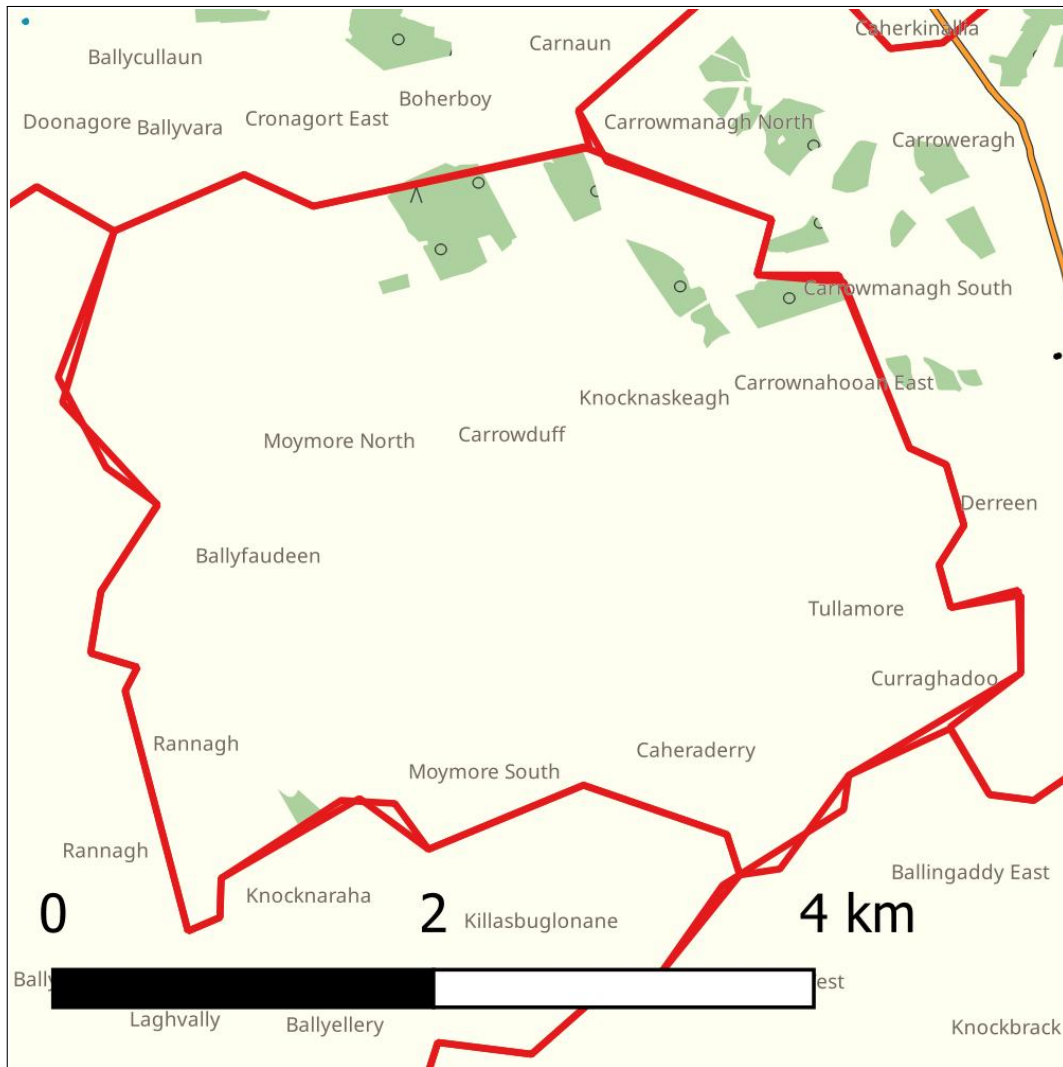 Caherkinallia
Carnaun
Ballycullaun
Boherboy
Cronagort East
Doonagore
Ballyvara
Carrowmanagh North
Carroweragh
Carrowmanagh South
Carrownahooan East
Knocknaskeagh
Carrowduff
Moymore North
Derreen
Ballyfaudeen
Tullamore
Curraghadoo
Rannagh
Caheraderry
Moymore South
Rannagh
Ballingaddy East
Knocknaraha
Killasbuglonane
0 2 4 km
Laghvally
Ballyellery
Knockbrack